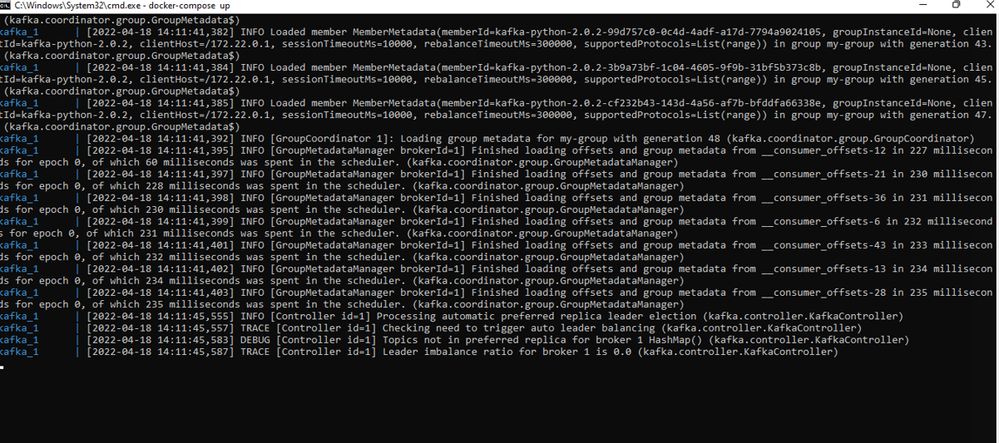 C:\Windows\System32\cmd.exe - docker-compose up
(kafka.coordinator.group.GroupMetadata$)
kafka_1 | [2022-04-18 14:11:41,382] INFO Loaded member MemberMetadata(memberId=kafka-python-2.0.2-99d757c0-0c4d-4adf-a17d-7794a9024105, groupInstanceId=None, clien
tId=kafka-python-2.0.2, clientHost=/172.22.0.1, sessionTimeoutMs=10000, rebalanceTimeoutMs=300000, supportedProtocols=List(range)) in group my-group with generation 43.
(kafka.coordinator.group.GroupMetadata$)
kafka_1 | [2022-04-18 14:11:41,384] INFO Loaded member MemberMetadata(memberId=kafka-python-2.0.2-3b9a73bf-1c04-4605-9f9b-31bf5b373c8b, groupInstanceId=None, clien
tId=kafka-python-2.0.2, clientHost=/172.22.0.1, sessionTimeoutMs=10000, rebalanceTimeoutMs=300000, supportedProtocols=List(range)) in group my-group with generation 45.
(kafka.coordinator.group.GroupMetadata$)
kafka_1 | [2022-04-18 14:11:41,385] INFO Loaded member MemberMetadata(memberId=kafka-python-2.0.2-cf232b43-143d-4a56-af7b-bfddfa66338e, groupInstanceId=None, clien
tId=kafka-python-2.0.2, clientHost=/172.22.0.1, sessionTimeoutMs=10000, rebalanceTimeoutMs=300000, supportedProtocols=List(range)) in group my-group with generation 47.
(kafka.coordinator.group.GroupMetadata$)
kafka_1 | [2022-04-18 14:11:41,392] INFO [GroupCoordinator 1]: Loading group metadata for my-group with generation 48 (kafka.coordinator.group.GroupCoordinator)
kafka_1 | [2022-04-18 14:11:41,395] INFO [GroupMetadataManager brokerId=1] Finished loading offsets and group metadata from __consumer_offsets-12 in 227 millisecon
ds for epoch 0, of which 60 milliseconds was spent in the scheduler. (kafka.coordinator.group.GroupMetadataManager)
kafka_1 | [2022-04-18 14:11:41,397] INFO [GroupMetadataManager brokerId=1] Finished loading offsets and group metadata from __consumer_offsets-21 in 230 millisecon
ds for epoch 0, of which 228 milliseconds was spent in the scheduler. (kafka.coordinator.group.GroupMetadataManager)
kafka_1 | [2022-04-18 14:11:41,398] INFO [GroupMetadataManager brokerId=1] Finished loading offsets and group metadata from __consumer_offsets-36 in 231 millisecon
ds for epoch 0, of which 230 milliseconds was spent in the scheduler. (kafka.coordinator.group.GroupMetadataManager)
kafka_1 | [2022-04-18 14:11:41,399] INFO [GroupMetadataManager brokerId=1] Finished loading offsets and group metadata from __consumer_offsets-6 in 232 millisecond
s for epoch 0, of which 231 milliseconds was spent in the scheduler. (kafka.coordinator.group.GroupMetadataManager)
kafka_1 | [2022-04-18 14:11:41,401] INFO [GroupMetadataManager brokerId=1] Finished loading offsets and group metadata from __consumer_offsets-43 in 233 millisecon
ds for epoch 0, of which 232 milliseconds was spent in the scheduler. (kafka.coordinator.group.GroupMetadataManager)
kafka_1 | [2022-04-18 14:11:41,402] INFO [GroupMetadataManager brokerId=1] Finished loading offsets and group metadata from __consumer_offsets-13 in 234 millisecon
ds for epoch 0, of which 234 milliseconds was spent in the scheduler. (kafka.coordinator.group.GroupMetadataManager)
kafka_1 | [2022-04-18 14:11:41,403] INFO [GroupMetadataManager brokerId=1] Finished loading offsets and group metadata from __consumer_offsets-28 in 235 millisecon
ds for epoch 0, of which 235 milliseconds was spent in the scheduler. (kafka.coordinator.group.GroupMetadataManager)
kafka_1 | [2022-04-18 14:11:45,555] INFO [Controller id=1] Processing automatic preferred replica leader election (kafka.controller.KafkaController)
kafka_1 | [2022-04-18 14:11:45,557] TRACE [Controller id=1] Checking need to trigger auto leader balancing (kafka.controller.KafkaController)
kafka_1 | [2022-04-18 14:11:45,583] DEBUG [Controller id=1] Topics not in preferred replica for broker 1 HashMap() (kafka.controller.KafkaController)
kafka_1 | [2022-04-18 14:11:45,587] TRACE [Controller id=1] Leader imbalance ratio for broker 1 is 0.0 (kafka.controller.KafkaController)